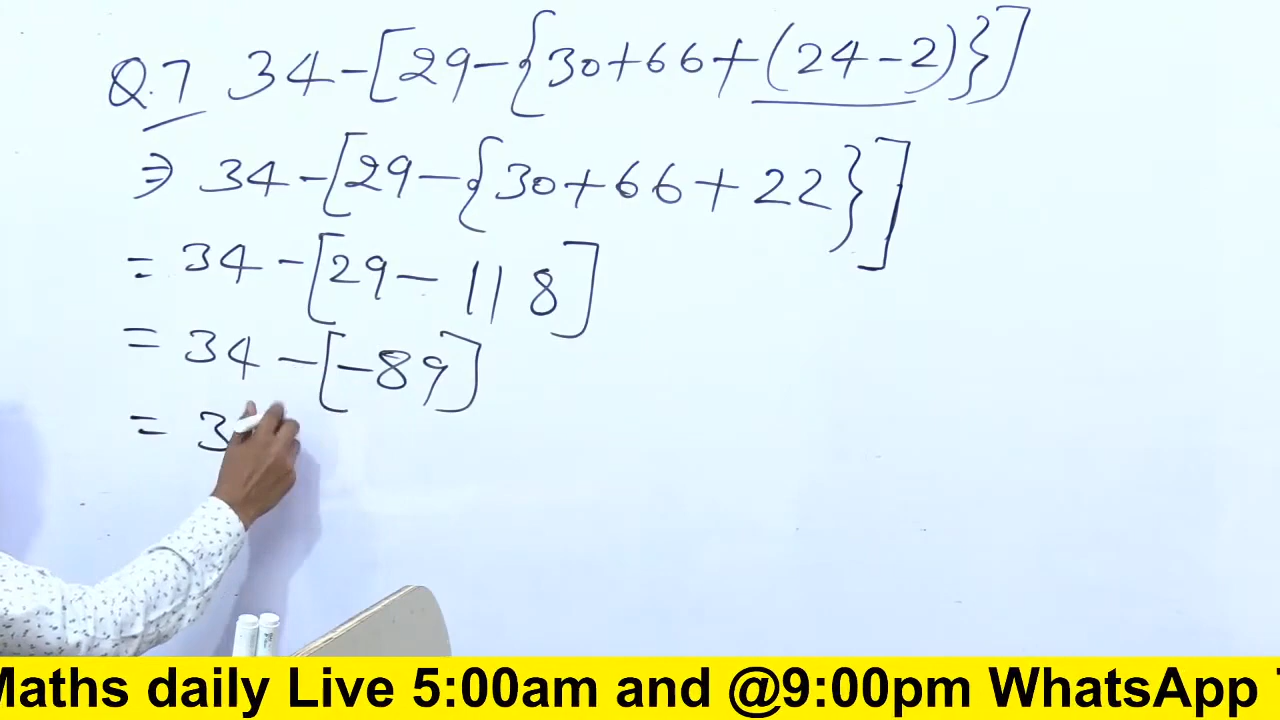 Q.7 34-[29-{30+66+(24-2)}]
⇒ 34-[29-{30+66+22}]
= 34-[29-118]
= 34-[-89]
= 3
Maths daily Live 5:00am and @9:00pm WhatsApp